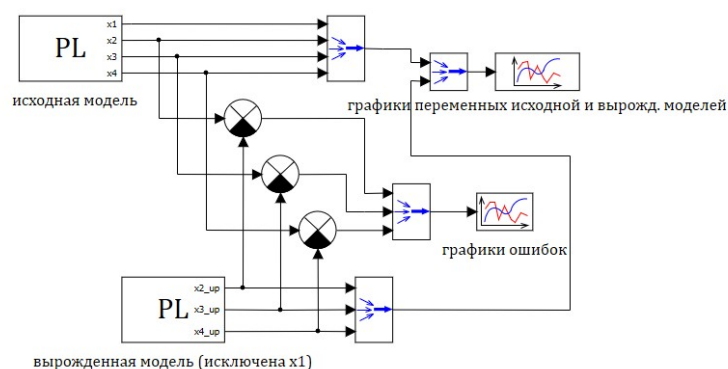 PL
x1
x2
x3
x4
исходная модель
графики переменных исходной и вырожд. моделей
графики ошибок
PL
x2_up
x3_up
x4_up
вырожденная модель (исключена x1)